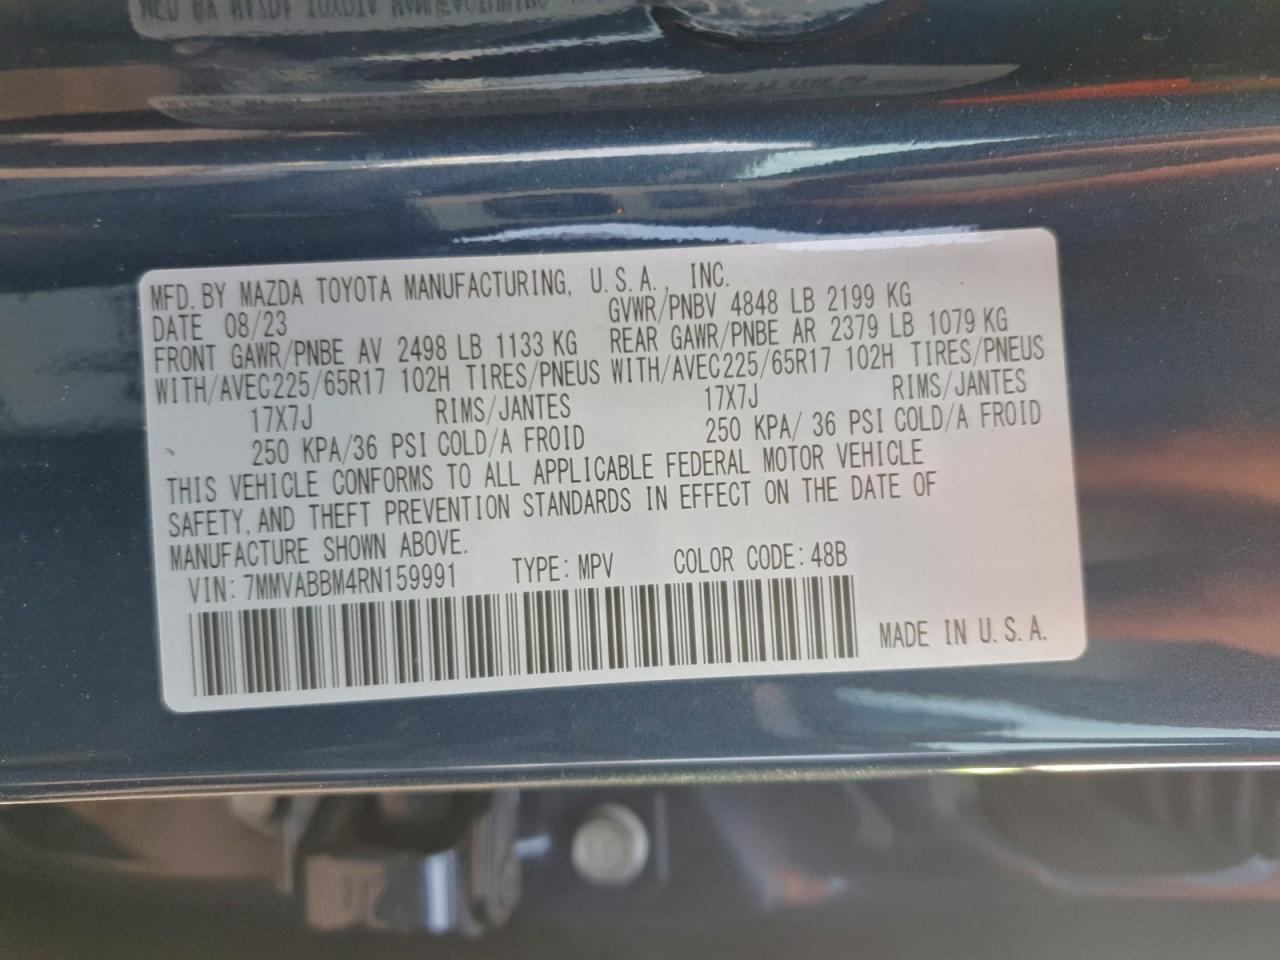 MFD. BY MAZDA TOYOTA MANUFACTURING, U.S.A., INC.
DATE 08/23 GVWR/PNBV 4848 LB 2199 KG
FRONT GAWR/PNBE AV 2498 LB 1133 KG REAR GAWR/PNBE AR 2379 LB 1079 KG
WITH/AVEC225/65R17 102H TIRES/PNEUS WITH/AVEC225/65R17 102H TIRES/PNEUS
17X7J RIMS/JANTES 17X7J RIMS/JANTES
250 KPA/36 PSI COLD/A FROID 250 KPA/ 36 PSI COLD/A FROID
THIS VEHICLE CONFORMS TO ALL APPLICABLE FEDERAL MOTOR VEHICLE
SAFETY, AND THEFT PREVENTION STANDARDS IN EFFECT ON THE DATE OF
MANUFACTURE SHOWN ABOVE.
VIN: 7MMVABBM4RN159991 TYPE: MPV COLOR CODE: 48B
MADE IN U.S.A.